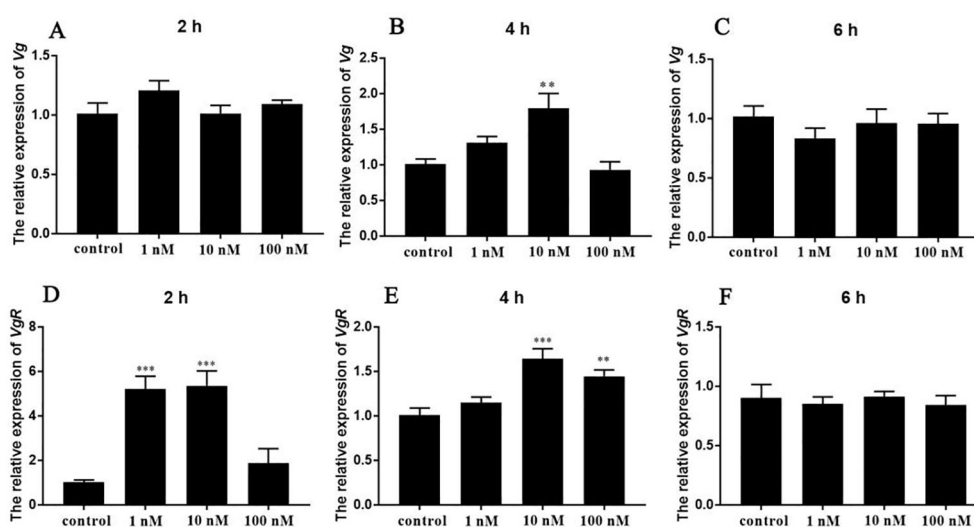 A
2 h
The relative expression of Vg
1.5
1.0
0.5
0.0
control
1 nM
10 nM
100 nM
B
4 h
The relative expression of Vg
2.5
2.0
1.5
1.0
0.5
0.0
**
control
1 nM
10 nM
100 nM
C
6 h
The relative expression of Vg
1.5
1.0
0.5
0.0
control
1 nM
10 nM
100 nM
D
2 h
The relative expression of VgR
8
6
4
2
0
***
***
control
1 nM
10 nM
100 nM
E
4 h
The relative expression of VgR
2.0
1.5
1.0
0.5
0.0
***
**
control
1 nM
10 nM
100 nM
F
6 h
The relative expression of VgR
1.5
1.0
0.5
0.0
control
1 nM
10 nM
100 nM